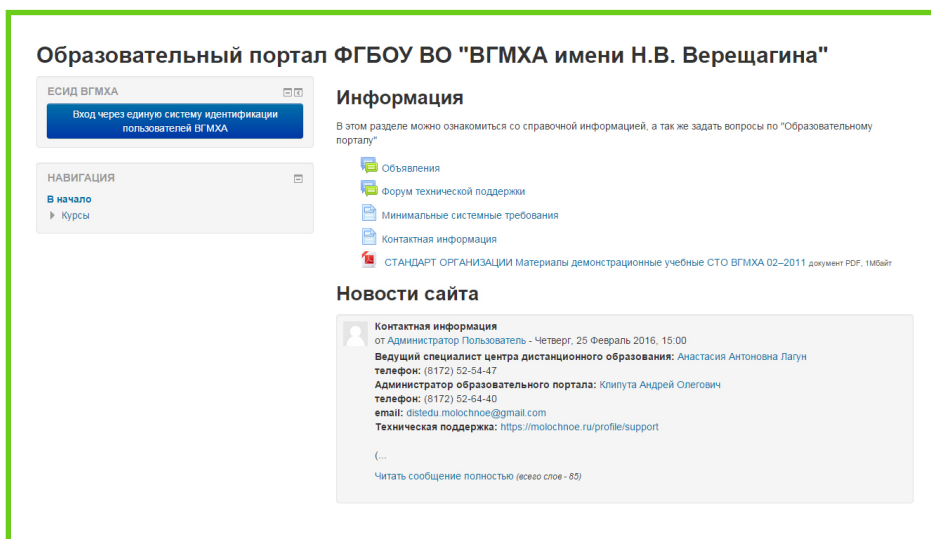 Образовательный портал ФГБОУ ВО "ВГМХА имени Н.В. Верещагина"
ЕСИД ВГМХА
Вход через единую систему идентификации
пользователей ВГМХА
НАВИГАЦИЯ
В начало
Курсы
Информация
В этом разделе можно ознакомиться со справочной информацией, а так же задать вопросы по "Образовательному
порталу"
Объявления
Форум технической поддержки
Минимальные системные требования
Контактная информация
СТАНДАРТ ОРГАНИЗАЦИИ Материалы демонстрационные учебные СТО ВГМХА 02–2011 документ PDF, 1Мбайт
Новости сайта
Контактная информация
от Администратор Пользователь - Четверг, 25 Февраль 2016, 15:00
Ведущий специалист центра дистанционного образования: Анастасия Антоновна Лагун
телефон: (8172) 52-54-47
Администратор образовательного портала: Клипута Андрей Олегович
телефон: (8172) 52-64-40
email: distedu.molochnoe@gmail.com
Техническая поддержка: https://molochnoe.ru/profile/support
(...
Читать сообщение полностью (всего слов - 85)